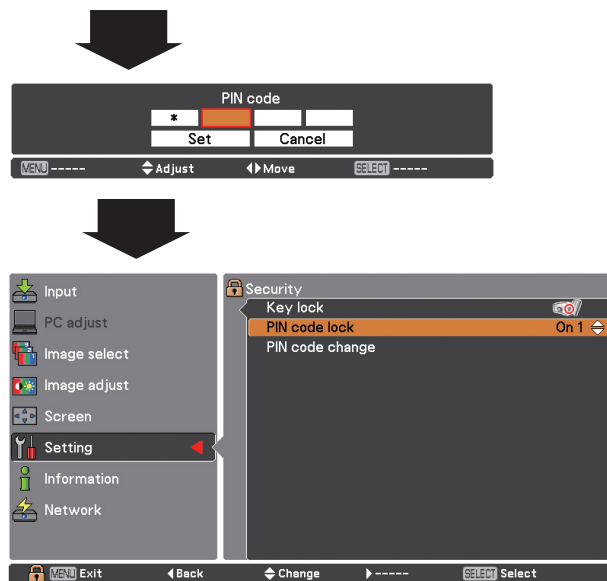 PIN code
*
Set Cancel
MENU ----- Adjust Move SELECT -----
Input
PC adjust
Image select
Image adjust
Screen
Setting
Information
Network
Security
Key lock
PIN code lock On 1
PIN code change
MENU Exit Back Change ----- SELECT Select